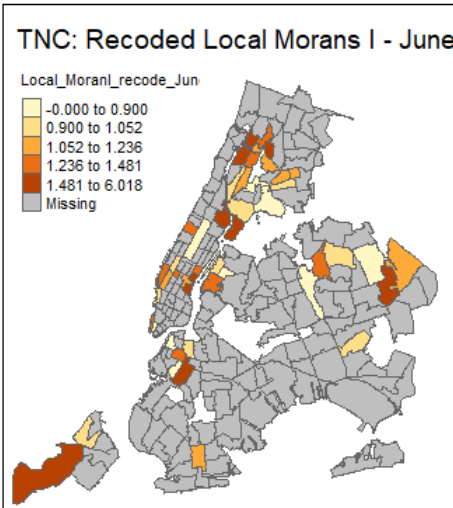 TNC: Recoded Local Morans I - June
Local_MoranI_recode_Jun
-0.000 to 0.900
0.900 to 1.052
1.052 to 1.236
1.236 to 1.481
1.481 to 6.018
Missing